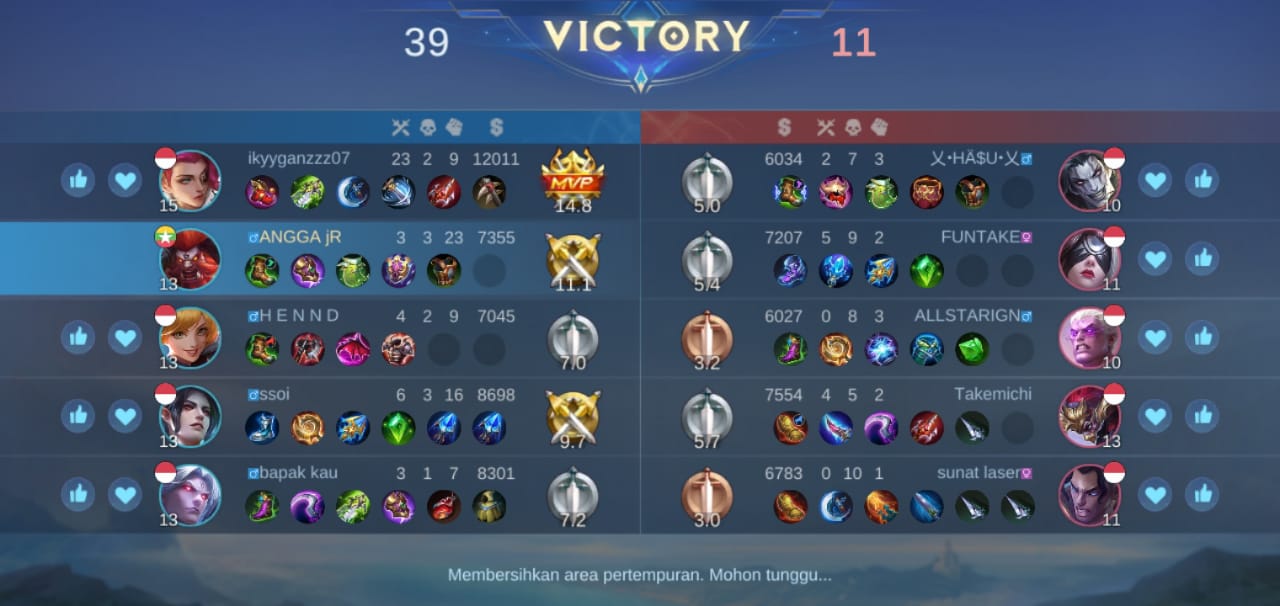 39 VICTORY 11
ikyyganzzz07 23 2 9 12011 MVP 14.8 15
5.0 6034 2 7 3 乂•HÄ$U•乂 10
ANGGA jR 3 3 23 7355 11.1 13
5.4 7207 5 9 2 FUNTAKE 11
H E N N D 4 2 9 7045 7.0 13
3.2 6027 0 8 3 ALLSTARIGN 10
ssoi 6 3 16 8698 9.7 13
5.7 7554 4 5 2 Takemichi 13
bapak kau 3 1 7 8301 7.2 13
3.0 6783 0 10 1 sunat laser 11
Membersihkan area pertempuran. Mohon tunggu...